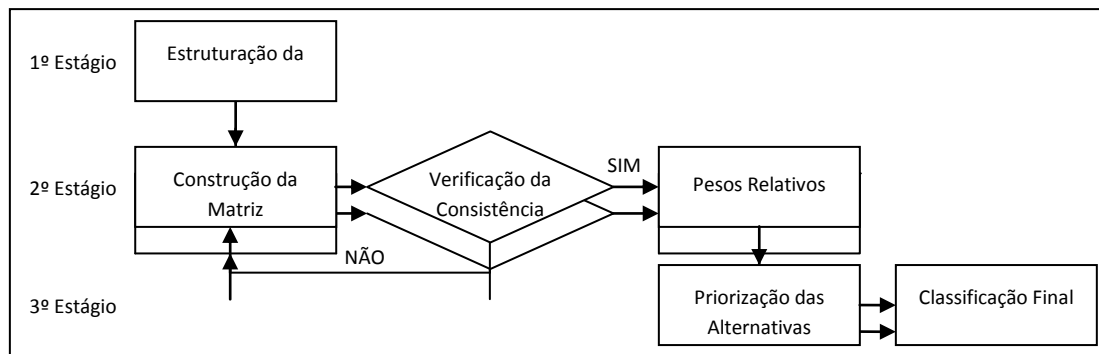 1º Estágio
Estruturação da
2º Estágio
Construção da
Matriz
Verificação da
Consistência
SIM
Pesos Relativos
NÃO
3º Estágio
Priorização das
Alternativas
Classificação Final